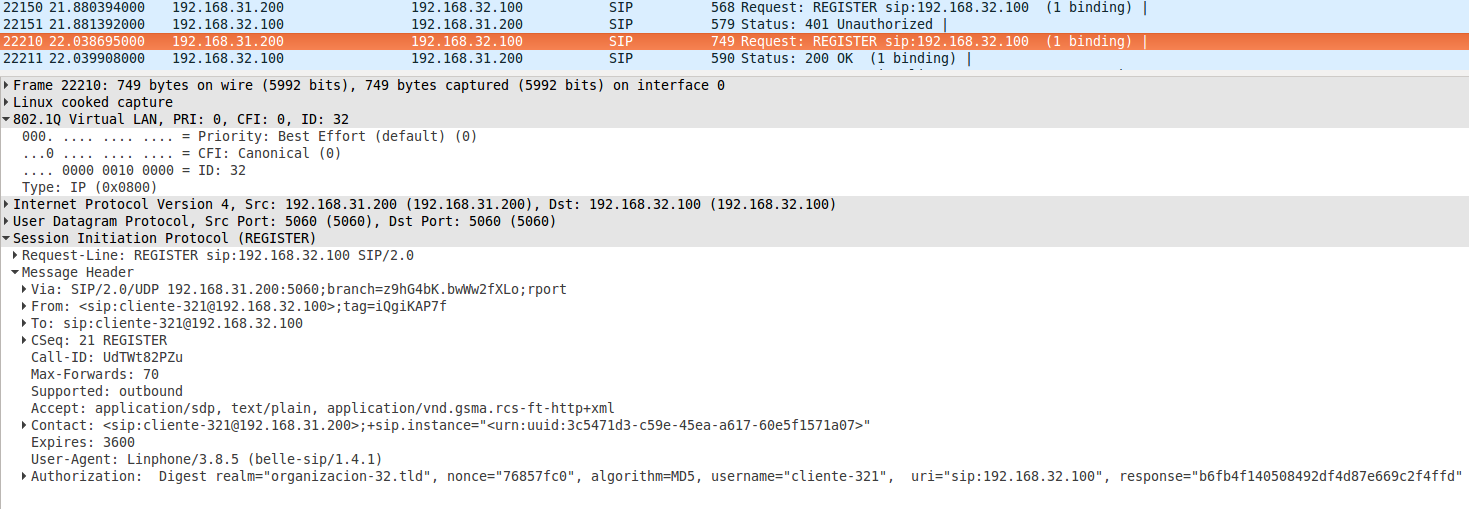 22150 21.880394000 192.168.31.200 192.168.32.100 SIP 568 Request: REGISTER sip:192.168.32.100 (1 binding) |
22151 21.881392000 192.168.32.100 192.168.31.200 SIP 579 Status: 401 Unauthorized |
22210 22.038695000 192.168.31.200 192.168.32.100 SIP 749 Request: REGISTER sip:192.168.32.100 (1 binding) |
22211 22.039908000 192.168.32.100 192.168.31.200 SIP 590 Status: 200 OK (1 binding) |
Frame 22210: 749 bytes on wire (5992 bits), 749 bytes captured (5992 bits) on interface 0
Linux cooked capture
802.1Q Virtual LAN, PRI: 0, CFI: 0, ID: 32
000. .... .... .... = Priority: Best Effort (default) (0)
...0 .... .... .... = CFI: Canonical (0)
.... 0000 0010 0000 = ID: 32
Type: IP (0x0800)
Internet Protocol Version 4, Src: 192.168.31.200 (192.168.31.200), Dst: 192.168.32.100 (192.168.32.100)
User Datagram Protocol, Src Port: 5060 (5060), Dst Port: 5060 (5060)
Session Initiation Protocol (REGISTER)
Request-Line: REGISTER sip:192.168.32.100 SIP/2.0
Message Header
Via: SIP/2.0/UDP 192.168.31.200:5060;branch=z9hG4bK.bwWw2fXLo;rport
From: <sip:cliente-321@192.168.32.100>;tag=iQgiKAP7f
To: sip:cliente-321@192.168.32.100
CSeq: 21 REGISTER
Call-ID: UdTWt82PZu
Max-Forwards: 70
Supported: outbound
Accept: application/sdp, text/plain, application/vnd.gsma.rcs-ft-http+xml
Contact: <sip:cliente-321@192.168.31.200>;+sip.instance="<urn:uuid:3c5471d3-c59e-45ea-a617-60e5f1571a07>"
Expires: 3600
User-Agent: Linphone/3.8.5 (belle-sip/1.4.1)
Authorization:  Digest realm="organizacion-32.tld", nonce="76857fc0", algorithm=MD5, username="cliente-321",  uri="sip:192.168.32.100", response="b6fb4f140508492df4d87e669c2f4ffd"